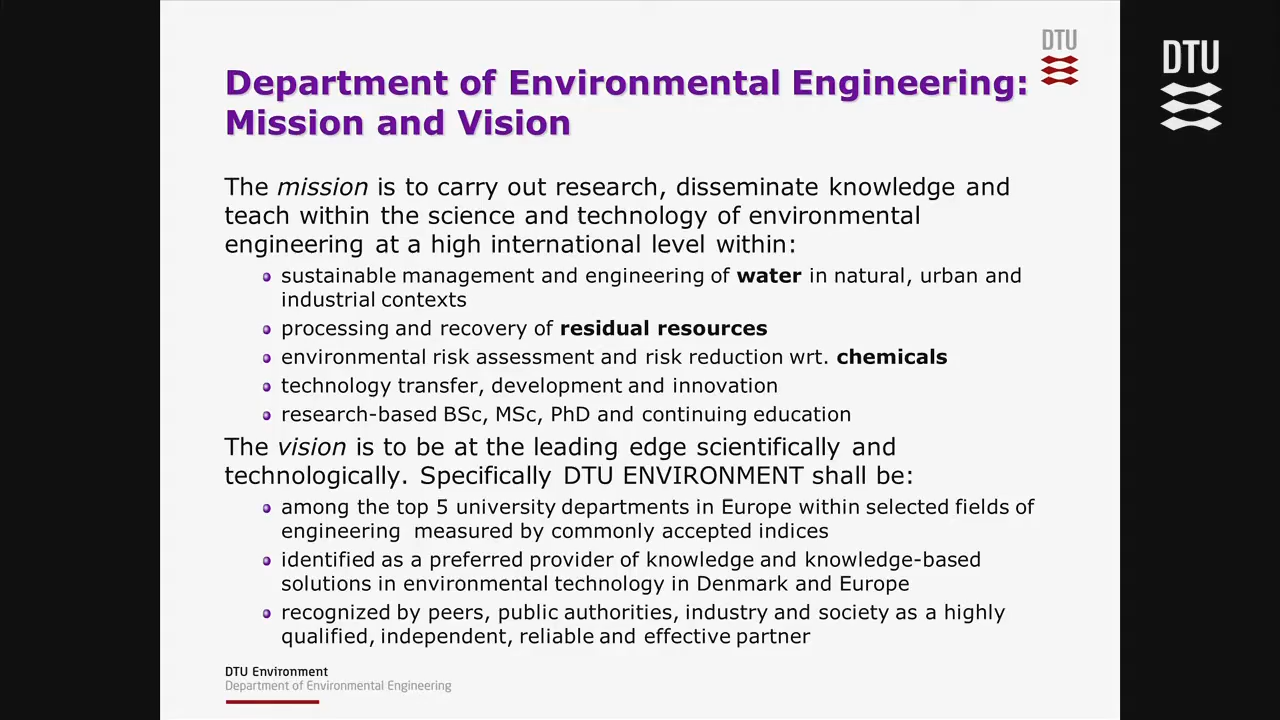 DTU
DTU
Department of Environmental Engineering:
Mission and Vision
The mission is to carry out research, disseminate knowledge and
teach within the science and technology of environmental
engineering at a high international level within:
sustainable management and engineering of water in natural, urban and
industrial contexts
processing and recovery of residual resources
environmental risk assessment and risk reduction wrt. chemicals
technology transfer, development and innovation
research-based BSc, MSc, PhD and continuing education
The vision is to be at the leading edge scientifically and
technologically. Specifically DTU ENVIRONMENT shall be:
among the top 5 university departments in Europe within selected fields of
engineering  measured by commonly accepted indices
identified as a preferred provider of knowledge and knowledge-based
solutions in environmental technology in Denmark and Europe
recognized by peers, public authorities, industry and society as a highly
qualified, independent, reliable and effective partner
DTU Environment
Department of Environmental Engineering